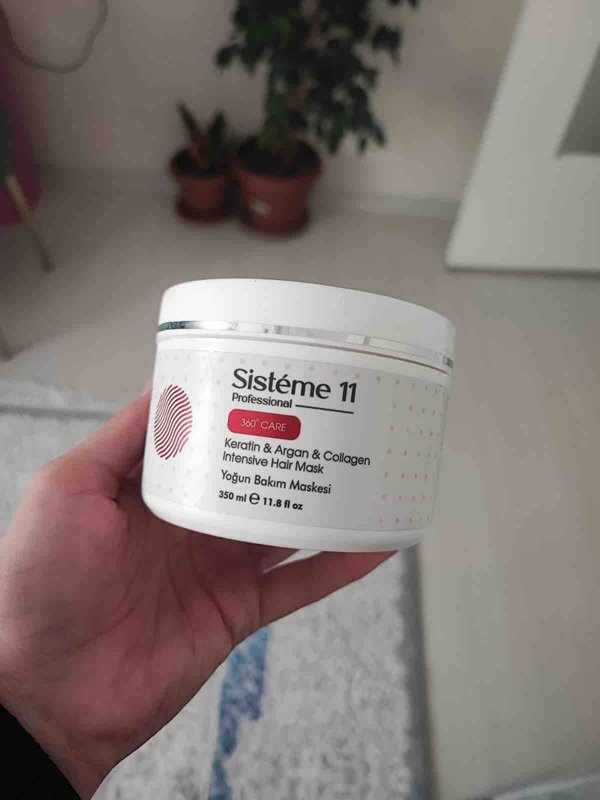 Sistéme 11
Professional
360° CARE
Keratin & Argan & Collagen
Intensive Hair Mask
Yoğun Bakım Maskesi
350 ml ℮ 11.8 fl oz